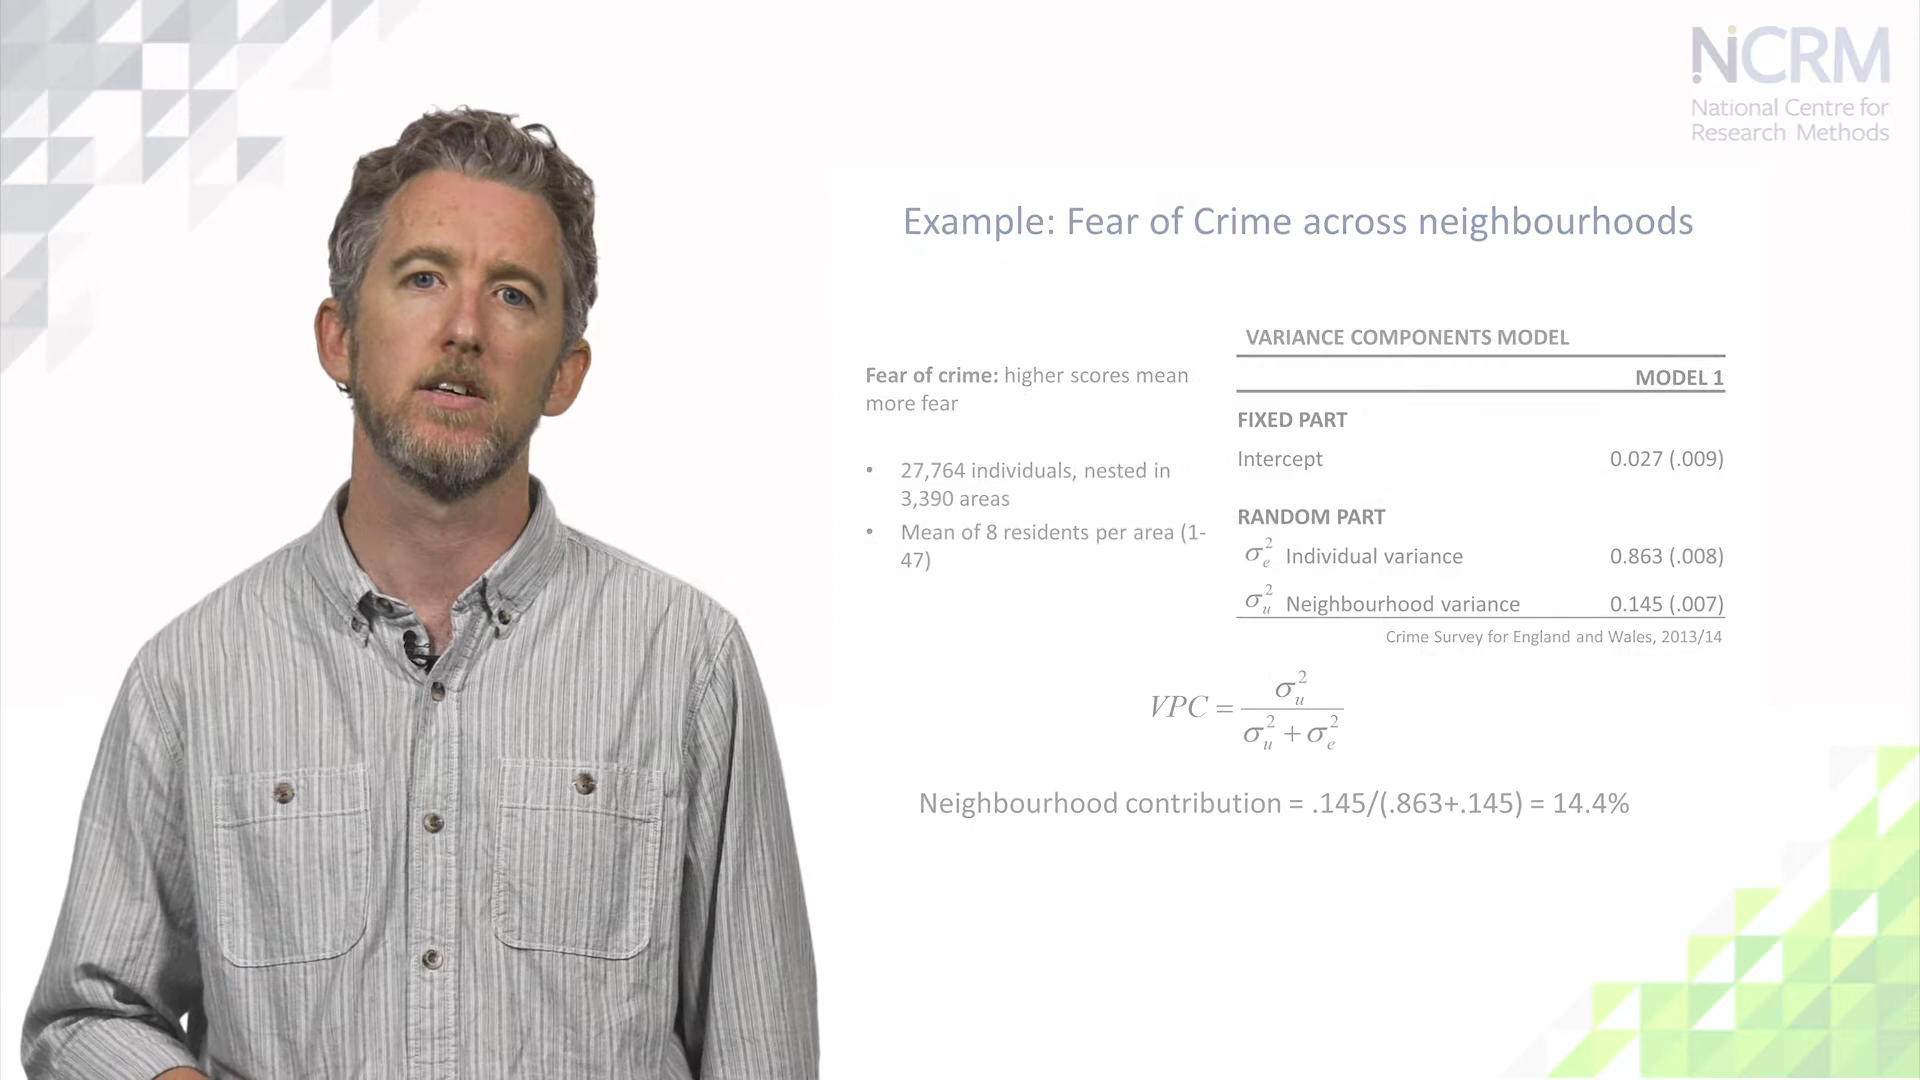 NCRM
National Centre for
Research Methods
Example: Fear of Crime across neighbourhoods
Fear of crime: higher scores mean
more fear
• 27,764 individuals, nested in
3,390 areas
• Mean of 8 residents per area (1-
47)
VARIANCE COMPONENTS MODEL
MODEL 1
FIXED PART
Intercept 0.027 (.009)
RANDOM PART
σ²ₑ Individual variance 0.863 (.008)
σ²ᵤ Neighbourhood variance 0.145 (.007)
Crime Survey for England and Wales, 2013/14
VPC = σ²ᵤ / (σ²ᵤ + σ²ₑ)
Neighbourhood contribution = .145/(.863+.145) = 14.4%